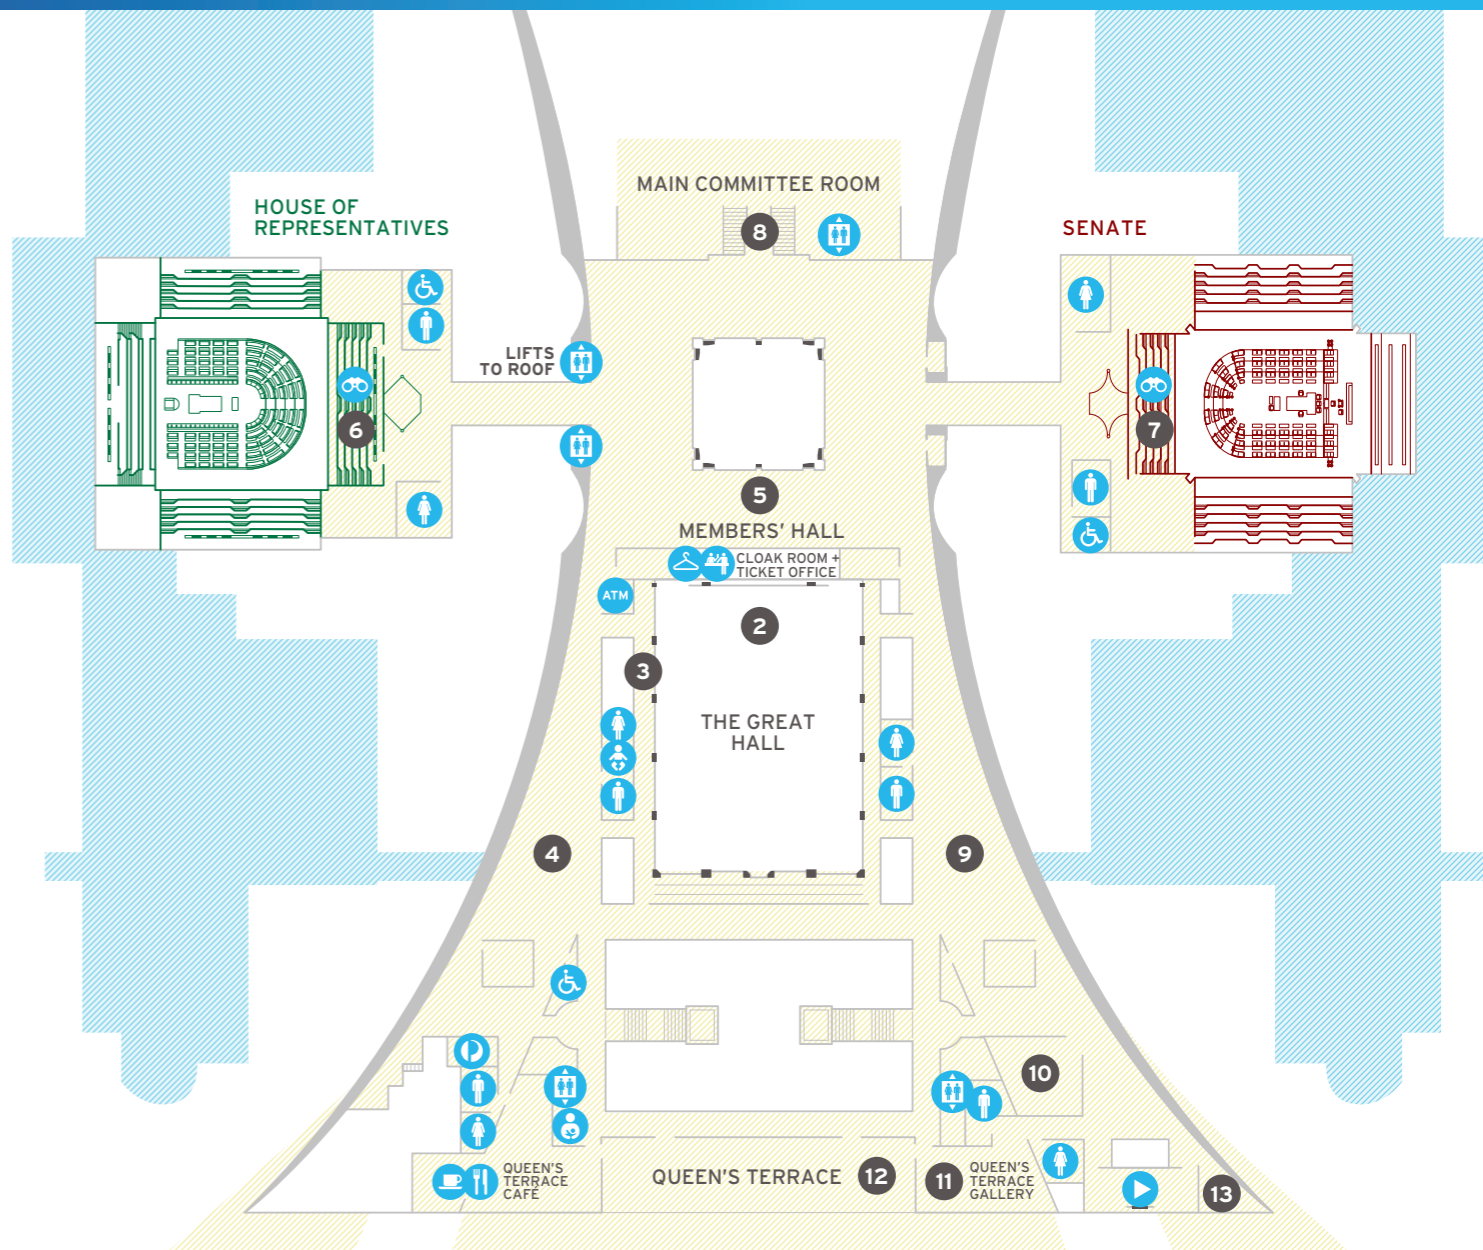 MAIN COMMITTEE ROOM
8
HOUSE OF
REPRESENTATIVES
SENATE
LIFTS
TO ROOF
6
7
5
MEMBERS' HALL
CLOAK ROOM +
TICKET OFFICE
ATM
2
3
THE GREAT
HALL
4
9
10
QUEEN'S
TERRACE
CAFÉ
QUEEN'S TERRACE
12
11
QUEEN'S
TERRACE
GALLERY
13